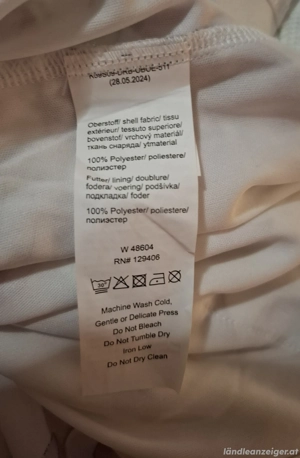 (28.05.2024)
Oberstoff/ shell fabric/ tissu
extérieur/ tessuto superiore/
bovenstof/ vrchový materiál/
ткань снаряда/ ytmaterial
100% Polyester/ poliestere/
полиэстер
Futter/ lining/ doublure/
fodera/ voering/ podšívka/
подкладка/ foder
100% Polyester/ poliestere/
полиэстер
W 48604
RN# 129406
30°
Machine Wash Cold,
Gentle or Delicate Press
Do Not Bleach
Do Not Tumble Dry
Iron Low
Do Not Dry Clean
ländleanzeiger.at